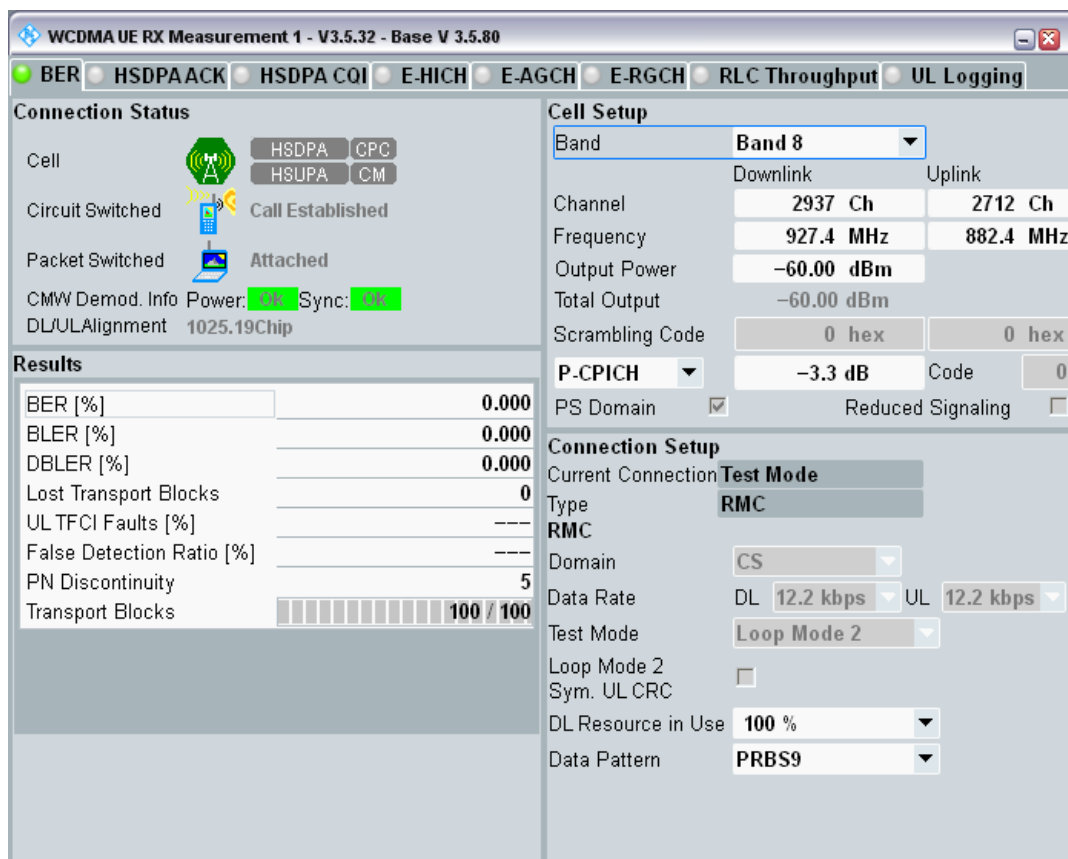 WCDMA UE RX Measurement 1 - V3.5.32 - Base V 3.5.80
BER HSDPA ACK HSDPA CQI E-HICH E-AGCH E-RGCH RLC Throughput UL Logging
Connection Status
Cell HSDPA CPC
HSUPA CM
Circuit Switched Call Established
Packet Switched Attached
CMW Demod. Info Power: Ok Sync: Ok
DL/ULAlignment 1025.19Chip
Results
BER [%] 0.000
BLER [%] 0.000
DBLER [%] 0.000
Lost Transport Blocks 0
UL TFCI Faults [%] ---
False Detection Ratio [%] ---
PN Discontinuity 5
Transport Blocks 100 / 100
Cell Setup
Band Band 8
Downlink Uplink
Channel 2937 Ch 2712 Ch
Frequency 927.4 MHz 882.4 MHz
Output Power −60.00 dBm
Total Output −60.00 dBm
Scrambling Code 0 hex 0 hex
P-CPICH −3.3 dB Code 0
PS Domain Reduced Signaling
Connection Setup
Current Connection Test Mode
Type RMC
RMC
Domain CS
Data Rate DL 12.2 kbps UL 12.2 kbps
Test Mode Loop Mode 2
Loop Mode 2
Sym. UL CRC
DL Resource in Use 100 %
Data Pattern PRBS9